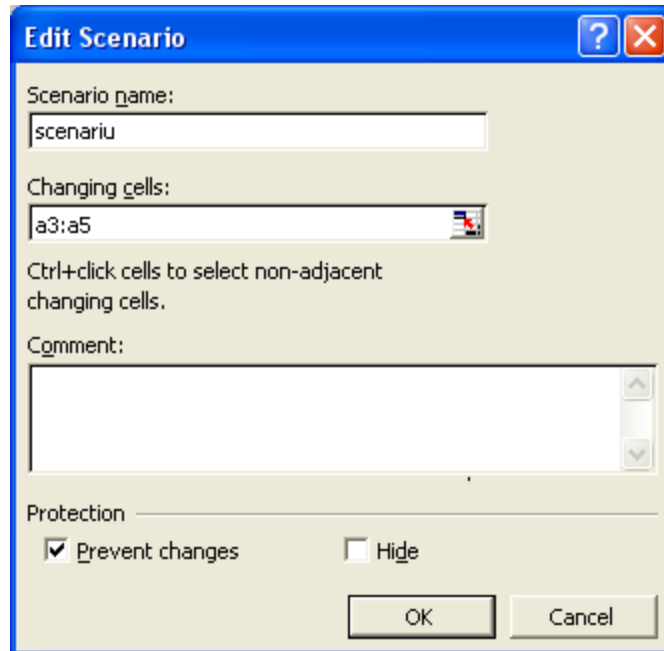 Edit Scenario
Scenario name:
scenariu
Changing cells:
a3:a5
Ctrl+click cells to select non-adjacent
changing cells.
Comment:
Protection
Prevent changes Hide
OK Cancel